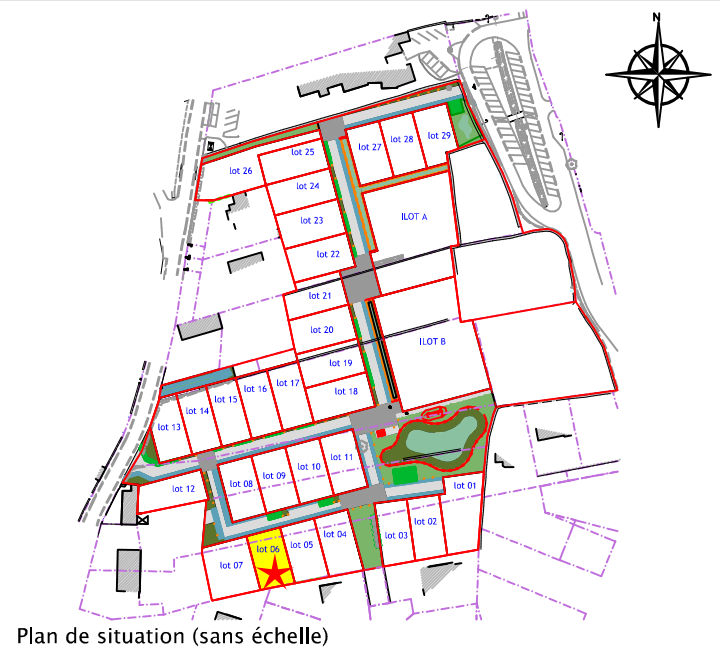 N
lot 29
lot 28
lot 27
lot 25
lot 26
lot 24
lot 23
ILOT A
lot 22
lot 21
lot 20
ILOT B
lot 19
lot 18
lot 17
lot 16
lot 15
lot 14
lot 13
lot 12
lot 11
lot 10
lot 09
lot 08
lot 01
lot 02
lot 03
lot 04
lot 05
lot 06
lot 07
Plan de situation (sans échelle)